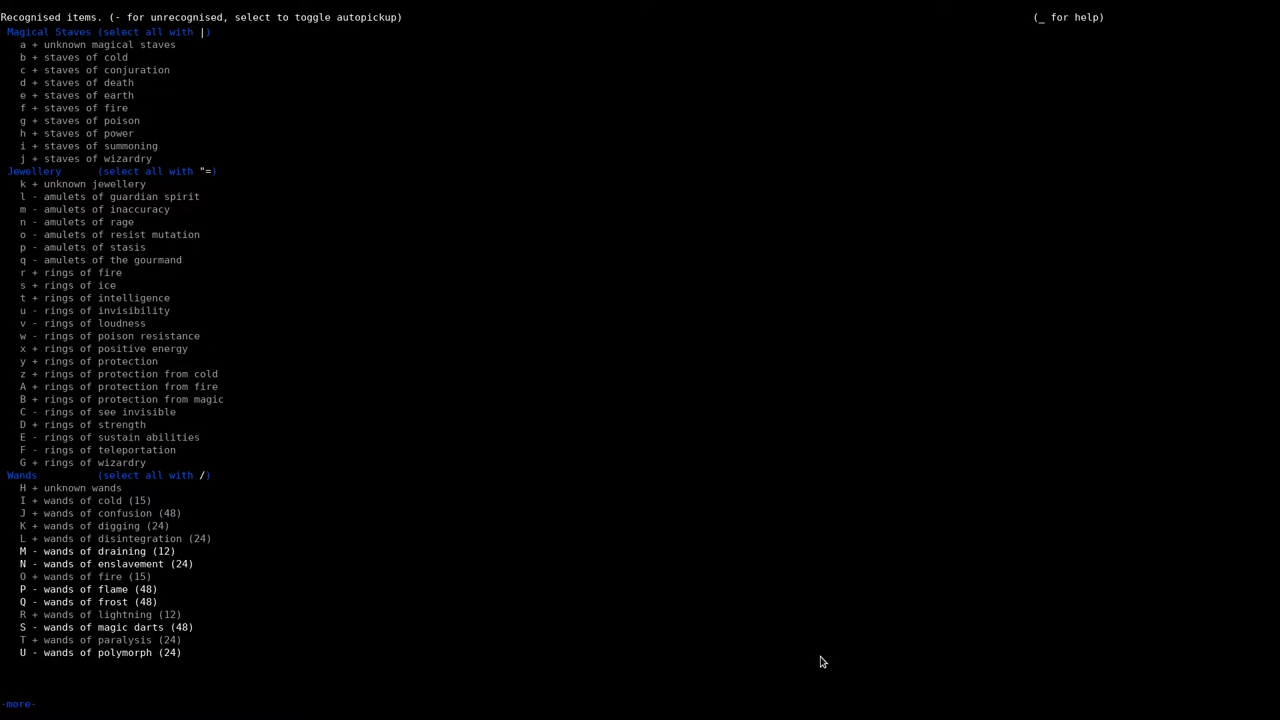 Recognised items. (- for unrecognised, select to toggle autopickup) (_ for help)
Magical Staves (select all with |)
a + unknown magical staves
b + staves of cold
c + staves of conjuration
d + staves of death
e + staves of earth
f + staves of fire
g + staves of poison
h + staves of power
i + staves of summoning
j + staves of wizardry
Jewellery (select all with "=)
k + unknown jewellery
l - amulets of guardian spirit
m - amulets of inaccuracy
n - amulets of rage
o - amulets of resist mutation
p - amulets of stasis
q - amulets of the gourmand
r + rings of fire
s + rings of ice
t + rings of intelligence
u - rings of invisibility
v - rings of loudness
w - rings of poison resistance
x + rings of positive energy
y + rings of protection
z + rings of protection from cold
A + rings of protection from fire
B + rings of protection from magic
C - rings of see invisible
D + rings of strength
E - rings of sustain abilities
F - rings of teleportation
G + rings of wizardry
Wands (select all with /)
H + unknown wands
I + wands of cold (15)
J + wands of confusion (48)
K + wands of digging (24)
L + wands of disintegration (24)
M - wands of draining (12)
N - wands of enslavement (24)
O + wands of fire (15)
P - wands of flame (48)
Q - wands of frost (48)
R + wands of lightning (12)
S - wands of magic darts (48)
T + wands of paralysis (24)
U - wands of polymorph (24)
-more-